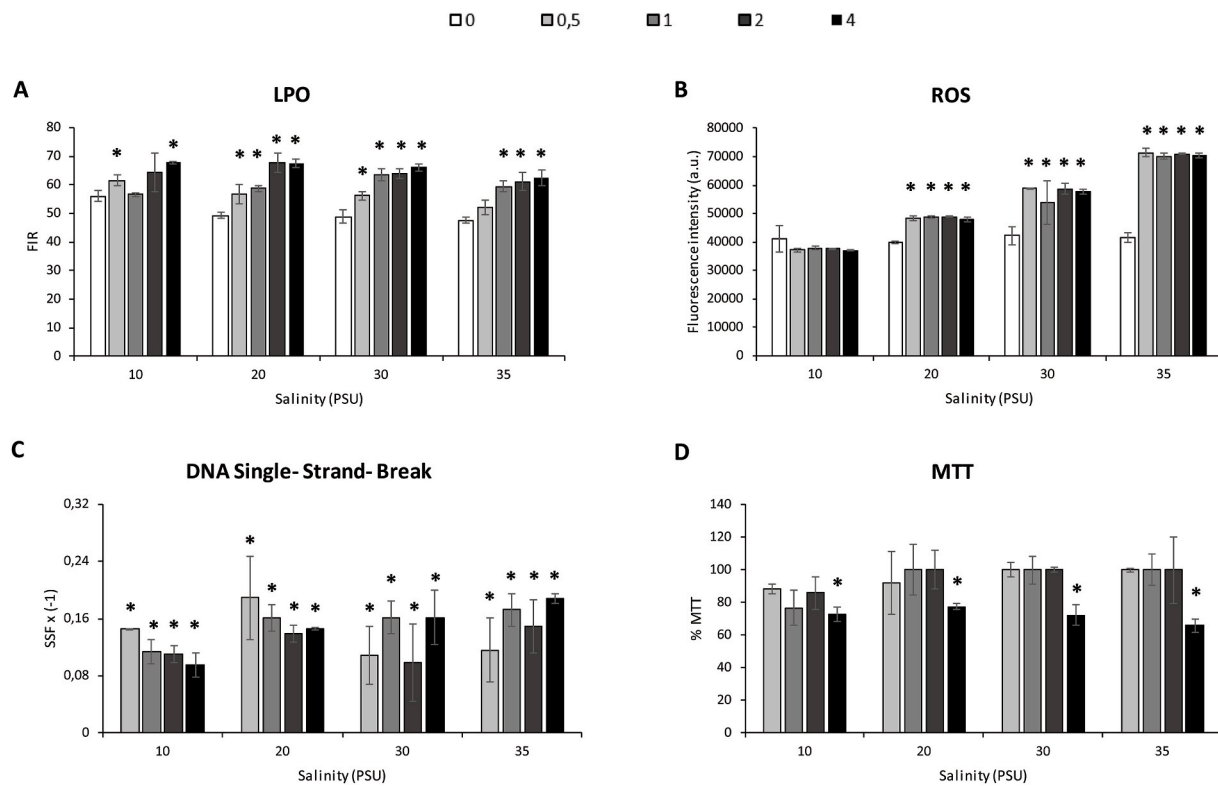 0 0,5 1 2 4
A
LPO
80
70
60
50
40
30
20
10
0
FIR
* * * * * * * * * * * *
10 20 30 35
Salinity (PSU)
B
ROS
80000
70000
60000
50000
40000
30000
20000
10000
0
Fluorescence intensity (a.u.)
* * * * * * * * * * * *
10 20 30 35
Salinity (PSU)
C
DNA Single- Strand- Break
0,32
0,24
0,16
0,08
0
SSF x (-1)
* * * * * * * * * * * * * * * *
10 20 30 35
Salinity (PSU)
D
MTT
140
120
100
80
60
40
20
0
% MTT
* * * *
10 20 30 35
Salinity (PSU)